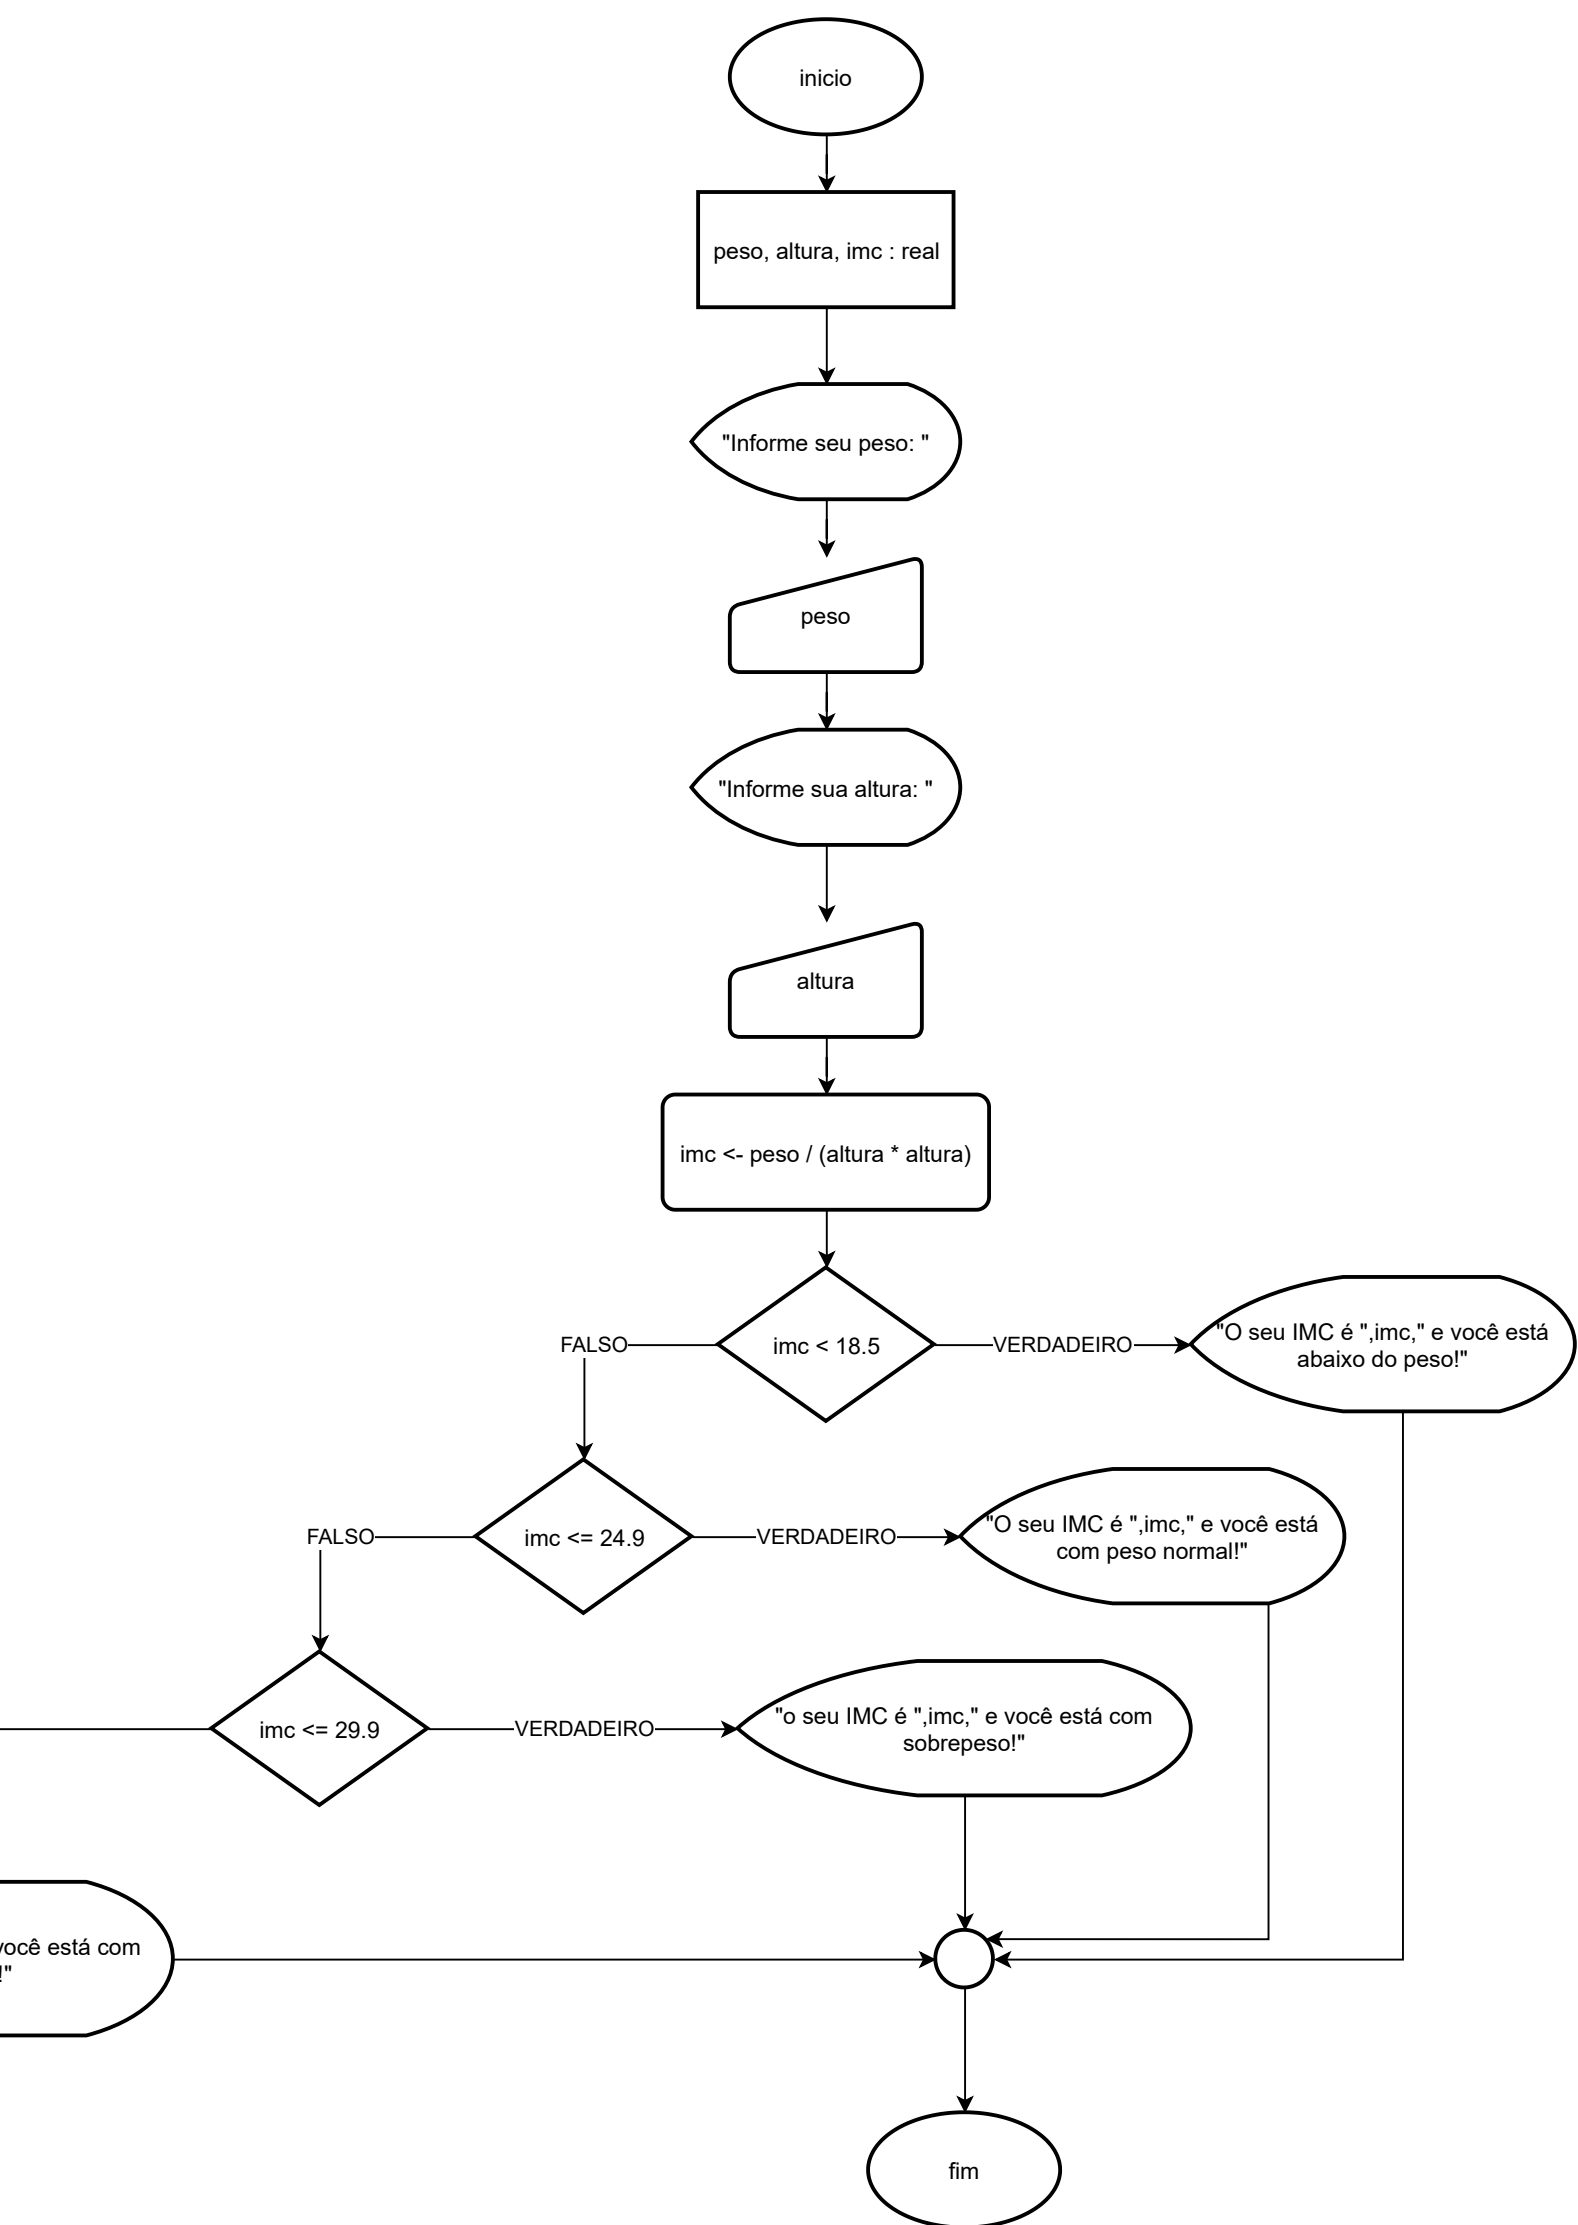 inicio
peso, altura, imc : real
"Informe seu peso: "
peso
"Informe sua altura: "
altura
imc <- peso / (altura * altura)
imc < 18.5
FALSO
VERDADEIRO
"O seu IMC é ",imc," e você está
abaixo do peso!"
imc <= 24.9
FALSO
VERDADEIRO
"O seu IMC é ",imc," e você está
com peso normal!"
imc <= 29.9
VERDADEIRO
"o seu IMC é ",imc," e você está com
sobrepeso!"
você está com
!"
fim